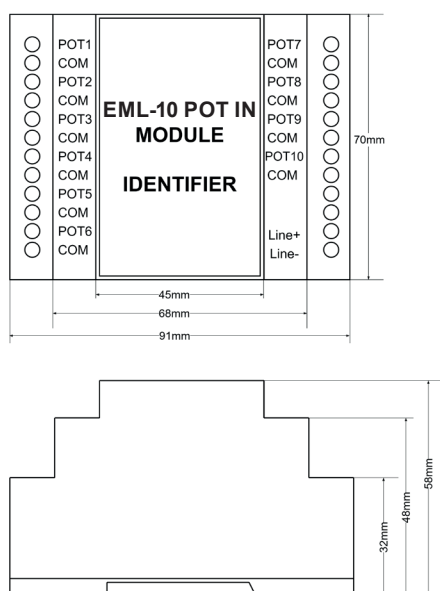 POT1
COM
POT2
COM
POT3
COM
POT4
COM
POT5
COM
POT6
COM
EML-10 POT IN
MODULE
IDENTIFIER
POT7
COM
POT8
COM
POT9
COM
POT10
COM
Line+
Line-
70mm
45mm
68mm
91mm
32mm
48mm
58mm